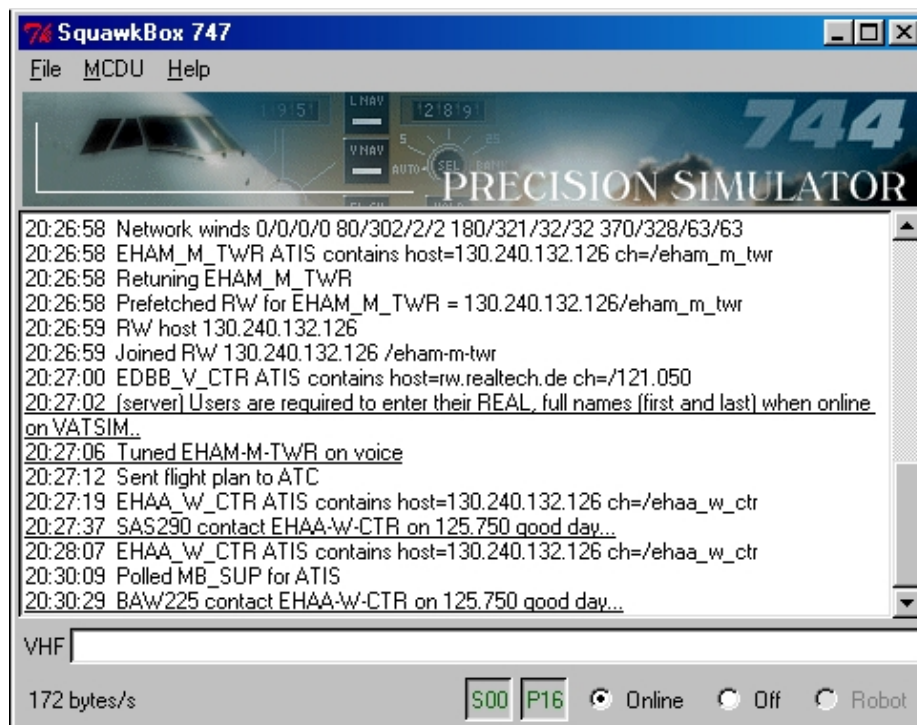 SquawkBox 747
File MCDU Help
19151 L NAV 12819
V NAV 5 25
AUTO SEL
744
PRECISION SIMULATOR
20:26:58 Network winds 0/0/0/0 80/302/2/2 180/321/32/32 370/328/63/63
20:26:58 EHAM_M_TWR ATIS contains host=130.240.132.126 ch=/eham_m_twr
20:26:58 Retuning EHAM_M_TWR
20:26:58 Prefetched RW for EHAM_M_TWR = 130.240.132.126/eham_m_twr
20:26:59 RW host 130.240.132.126
20:26:59 Joined RW 130.240.132.126 /eham-m-twr
20:27:00 EDBB_V_CTR ATIS contains host=rw.realtech.de ch=/121.050
20:27:02 (server) Users are required to enter their REAL, full names (first and last) when online
on VATSIM..
20:27:06 Tuned EHAM-M-TWR on voice
20:27:12 Sent flight plan to ATC
20:27:19 EHAA_W_CTR ATIS contains host=130.240.132.126 ch=/ehaa_w_ctr
20:27:37 SAS290 contact EHAA-W-CTR on 125.750 good day...
20:28:07 EHAA_W_CTR ATIS contains host=130.240.132.126 ch=/ehaa_w_ctr
20:30:09 Polled MB_SUP for ATIS
20:30:29 BAW225 contact EHAA-W-CTR on 125.750 good day...
VHF
172 bytes/s S00 P16 Online Off Robot